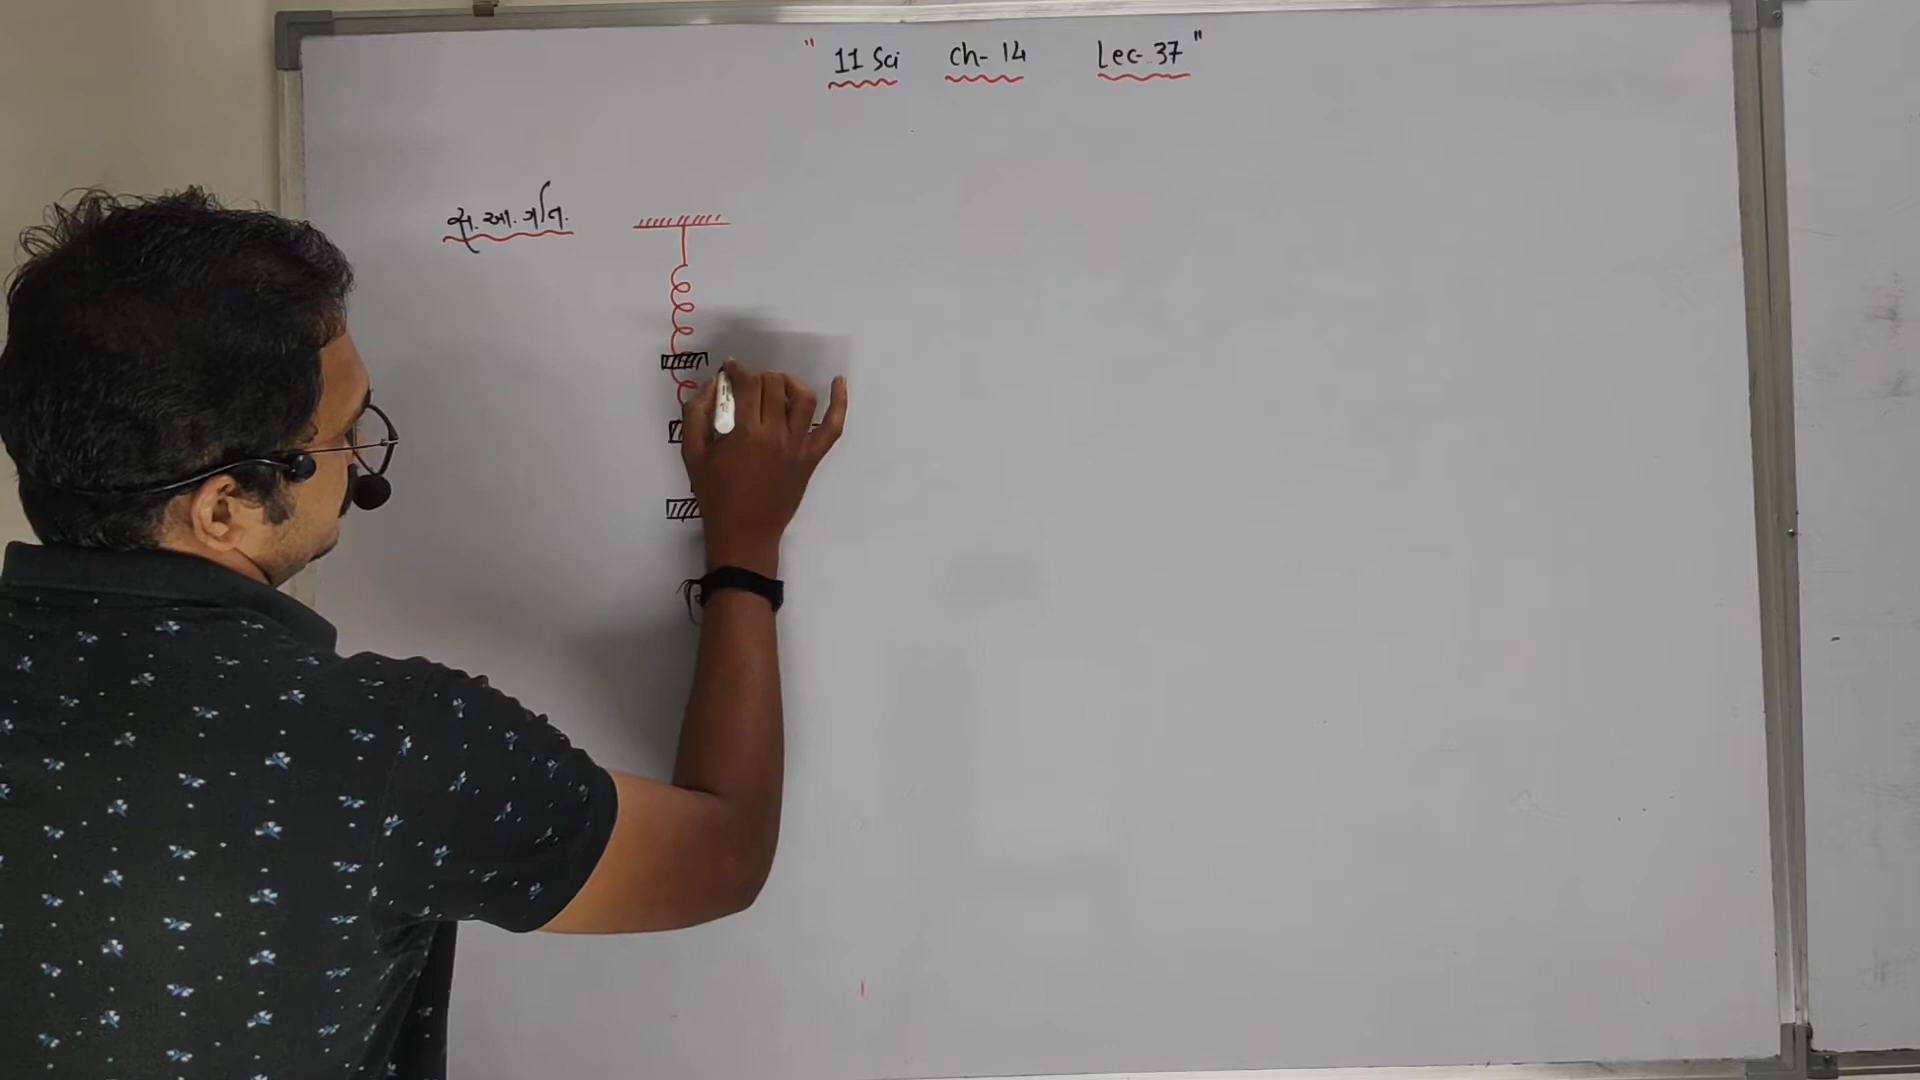 " 11 Sci Ch- 14 Lec- 37 "
સ. આ. ગતિ.